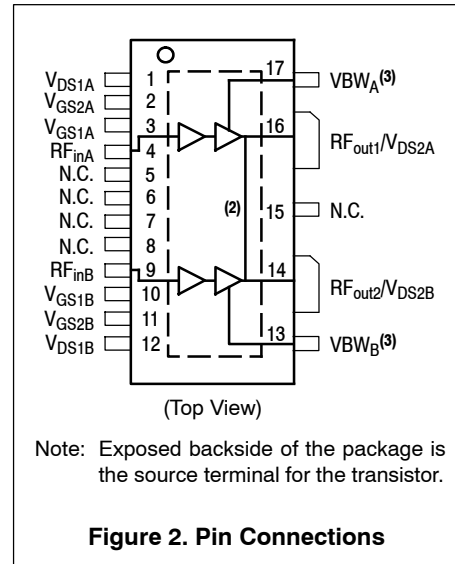 V_DS1A 1
V_GS2A 2
V_GS1A 3
RF_inA 4
N.C. 5
N.C. 6
N.C. 7
N.C. 8
RF_inB 9
V_GS1B 10
V_GS2B 11
V_DS1B 12
17 VBW_A(3)
16 RF_out1/V_DS2A
(2)
15 N.C.
14 RF_out2/V_DS2B
13 VBW_B(3)
(Top View)
Note: Exposed backside of the package is
the source terminal for the transistor.
Figure 2. Pin Connections